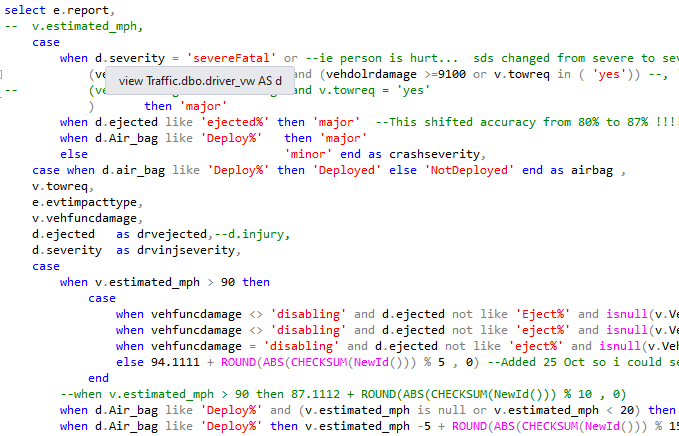 select e.report,
--  v.estimated_mph,
case
when d.severity = 'severeFatal' or --ie person is hurt...  sds changed from severe to sev
(ve
view Traffic.dbo.driver_vw AS d
and (vehdolrdamage >=9100 or v.towreq in ( 'yes')) --,
--          (ve                          and v.towreq = 'yes'
)       then 'major'
when d.ejected like 'ejected%' then 'major'  --This shifted accuracy from 80% to 87% !!!!
when d.Air_bag like 'Deploy%'   then 'major'
else                            'minor' end as crashseverity,
case when d.air_bag like 'Deploy%' then 'Deployed' else 'NotDeployed' end as airbag ,
v.towreq,
e.evtimpacttype,
v.vehfuncdamage,
d.ejected   as drvejected,--d.injury,
d.severity  as drvinjseverity,
case
when v.estimated_mph > 90 then
case
when vehfuncdamage <> 'disabling' and d.ejected not like 'Eject%' and isnull(v.Ve
when vehfuncdamage <> 'disabling' and d.ejected not like 'eject%' and isnull(v.Ve
when vehfuncdamage = 'disabling' and d.ejected not like 'eject%' and isnull(v.Veh
else 94.1111 + ROUND(ABS(CHECKSUM(NewId())) % 5 , 0) --Added 25 Oct so i could se
end
--when v.estimated_mph > 90 then 87.1112 + ROUND(ABS(CHECKSUM(NewId())) % 10 , 0)
when d.Air_bag like 'Deploy%' and (v.estimated_mph is null or v.estimated_mph < 20) then
when d.Air_bag like 'Deploy%' then v.estimated_mph -5 + ROUND(ABS(CHECKSUM(NewId())) % 15